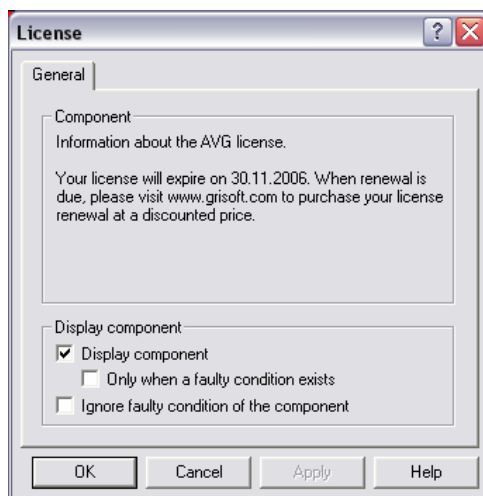 License
General
Component
Information about the AVG license.
Your license will expire on 30.11.2006. When renewal is
due, please visit www.grisoft.com to purchase your license
renewal at a discounted price.
Display component
Display component
Only when a faulty condition exists
Ignore faulty condition of the component
OK Cancel Apply Help